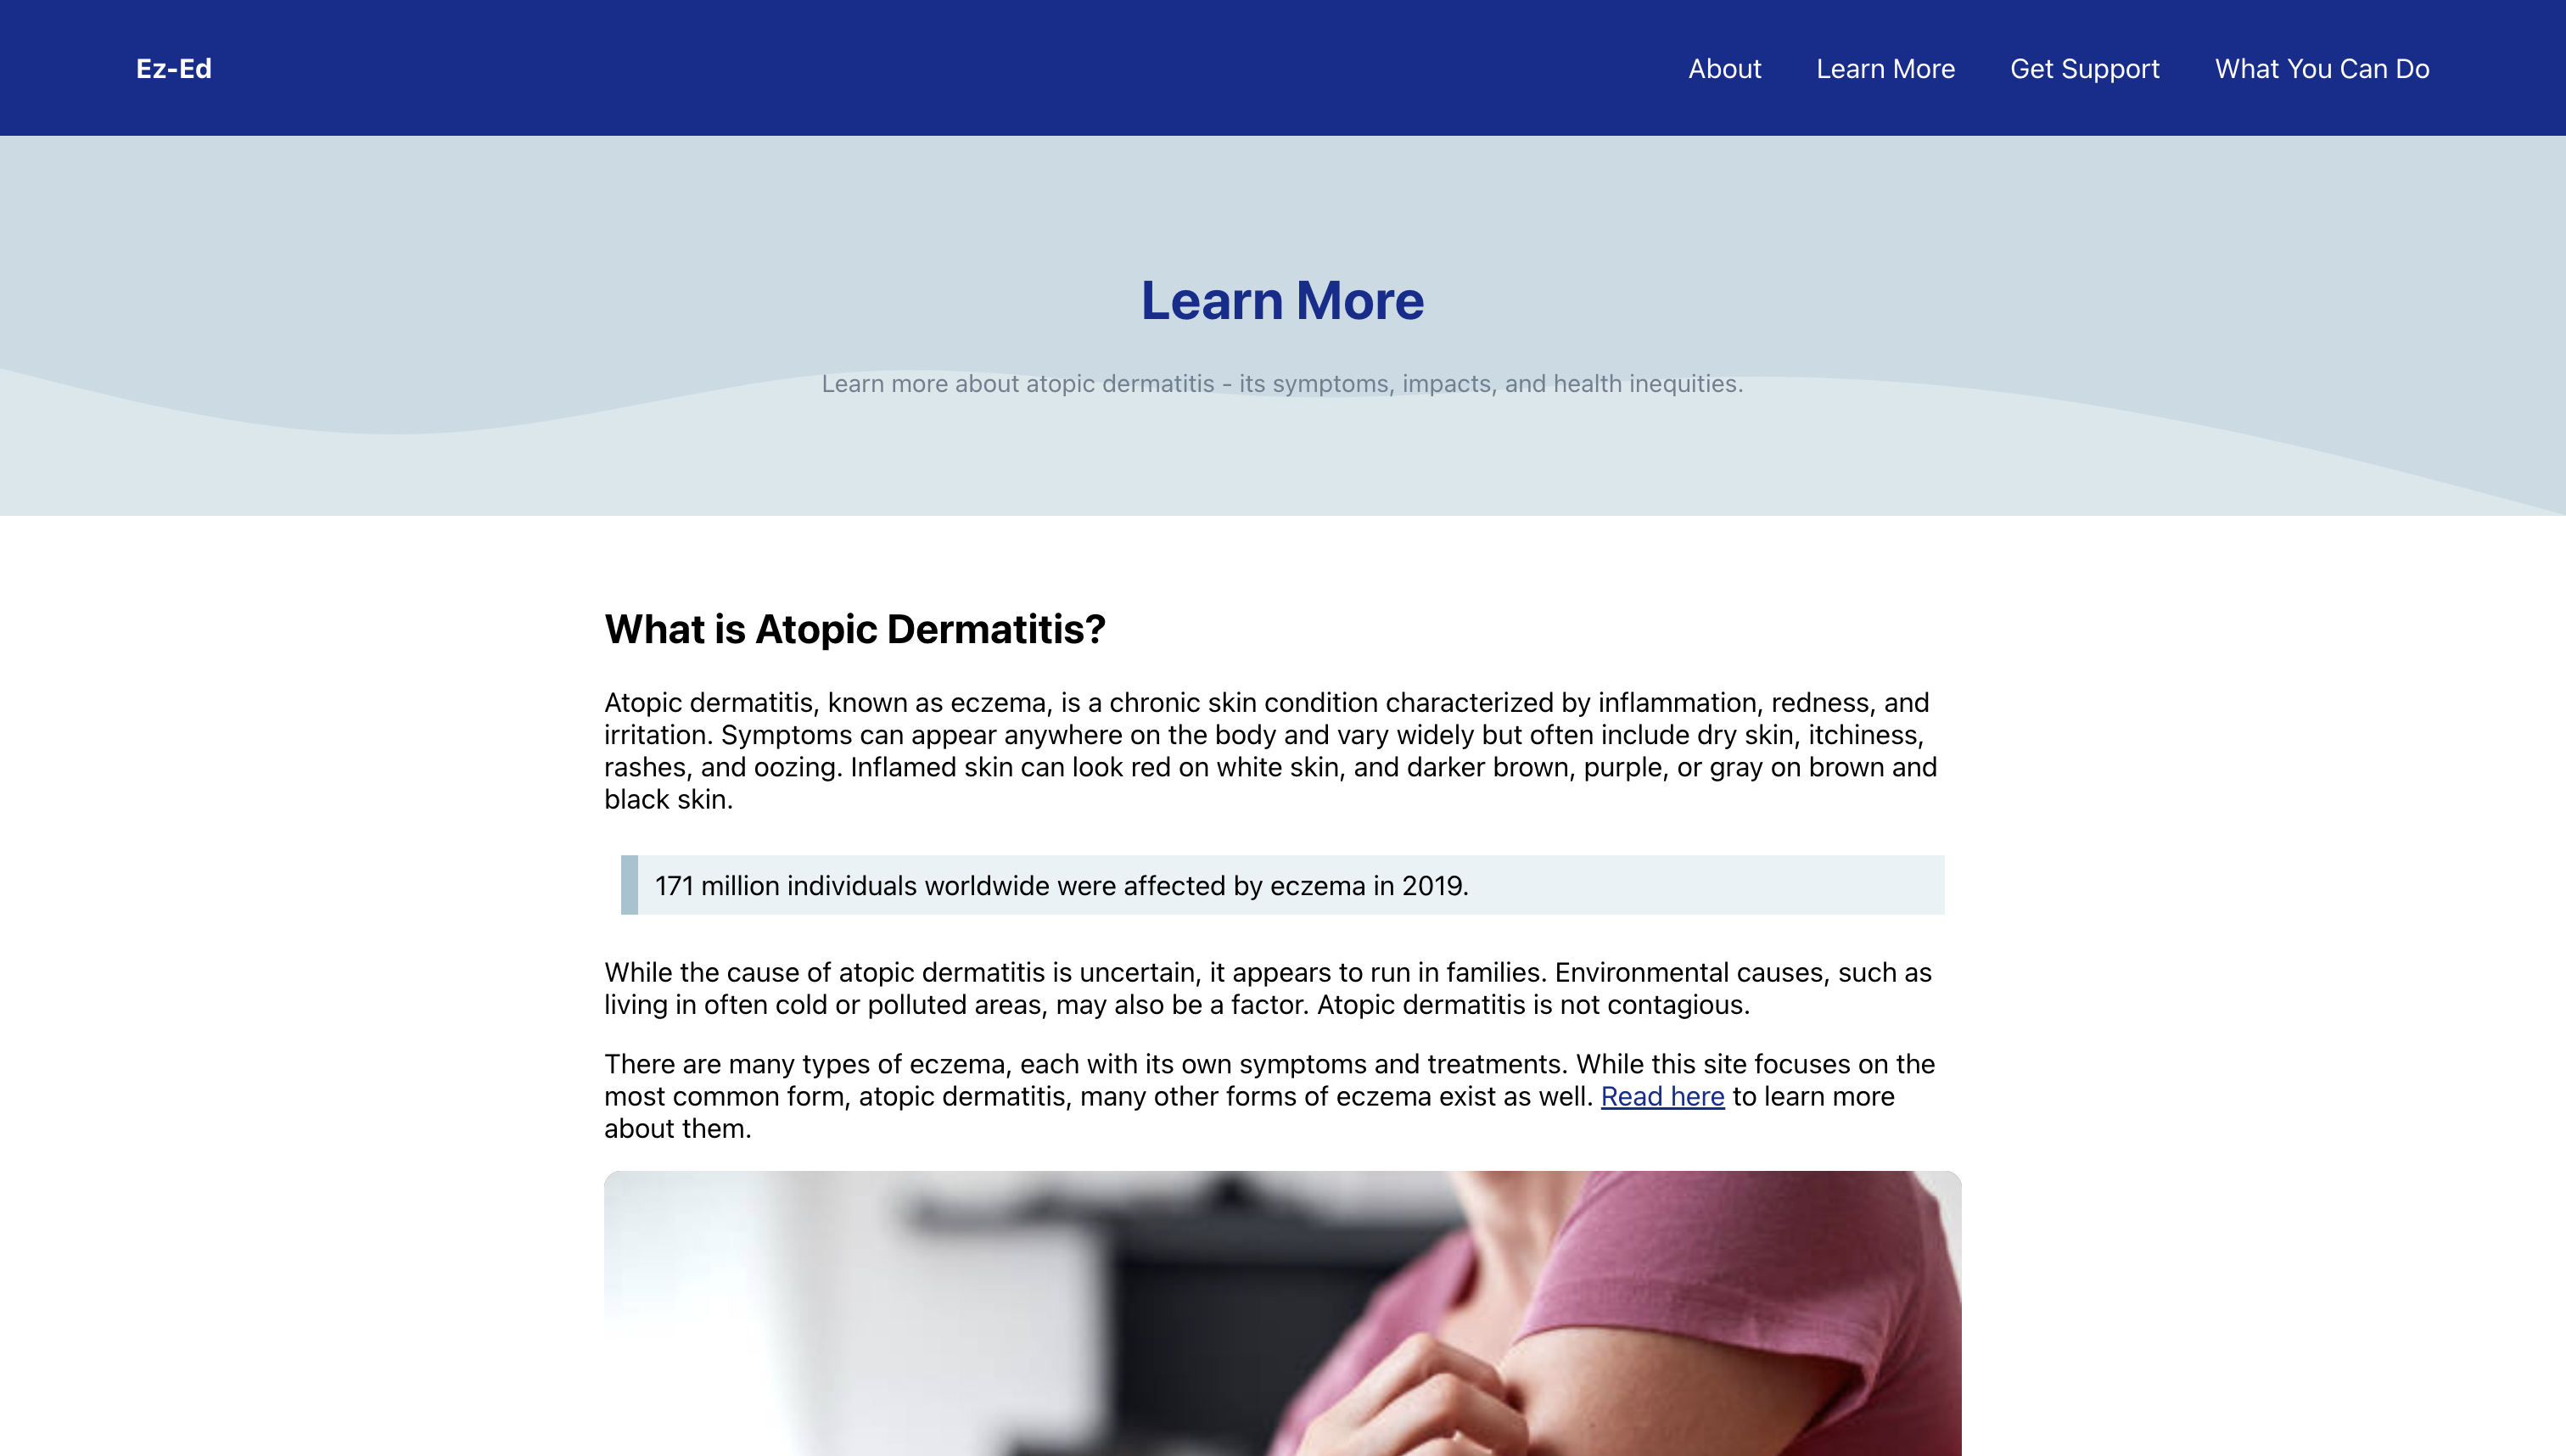 Ez-Ed
About
Learn More
Get Support
What You Can Do
Learn More
Learn more about atopic dermatitis - its symptoms, impacts, and health inequities.
What is Atopic Dermatitis?
Atopic dermatitis, known as eczema, is a chronic skin condition characterized by inflammation, redness, and
irritation. Symptoms can appear anywhere on the body and vary widely but often include dry skin, itchiness,
rashes, and oozing. Inflamed skin can look red on white skin, and darker brown, purple, or gray on brown and
black skin.
171 million individuals worldwide were affected by eczema in 2019.
While the cause of atopic dermatitis is uncertain, it appears to run in families. Environmental causes, such as
living in often cold or polluted areas, may also be a factor. Atopic dermatitis is not contagious.
There are many types of eczema, each with its own symptoms and treatments. While this site focuses on the
most common form, atopic dermatitis, many other forms of eczema exist as well. Read here to learn more
about them.